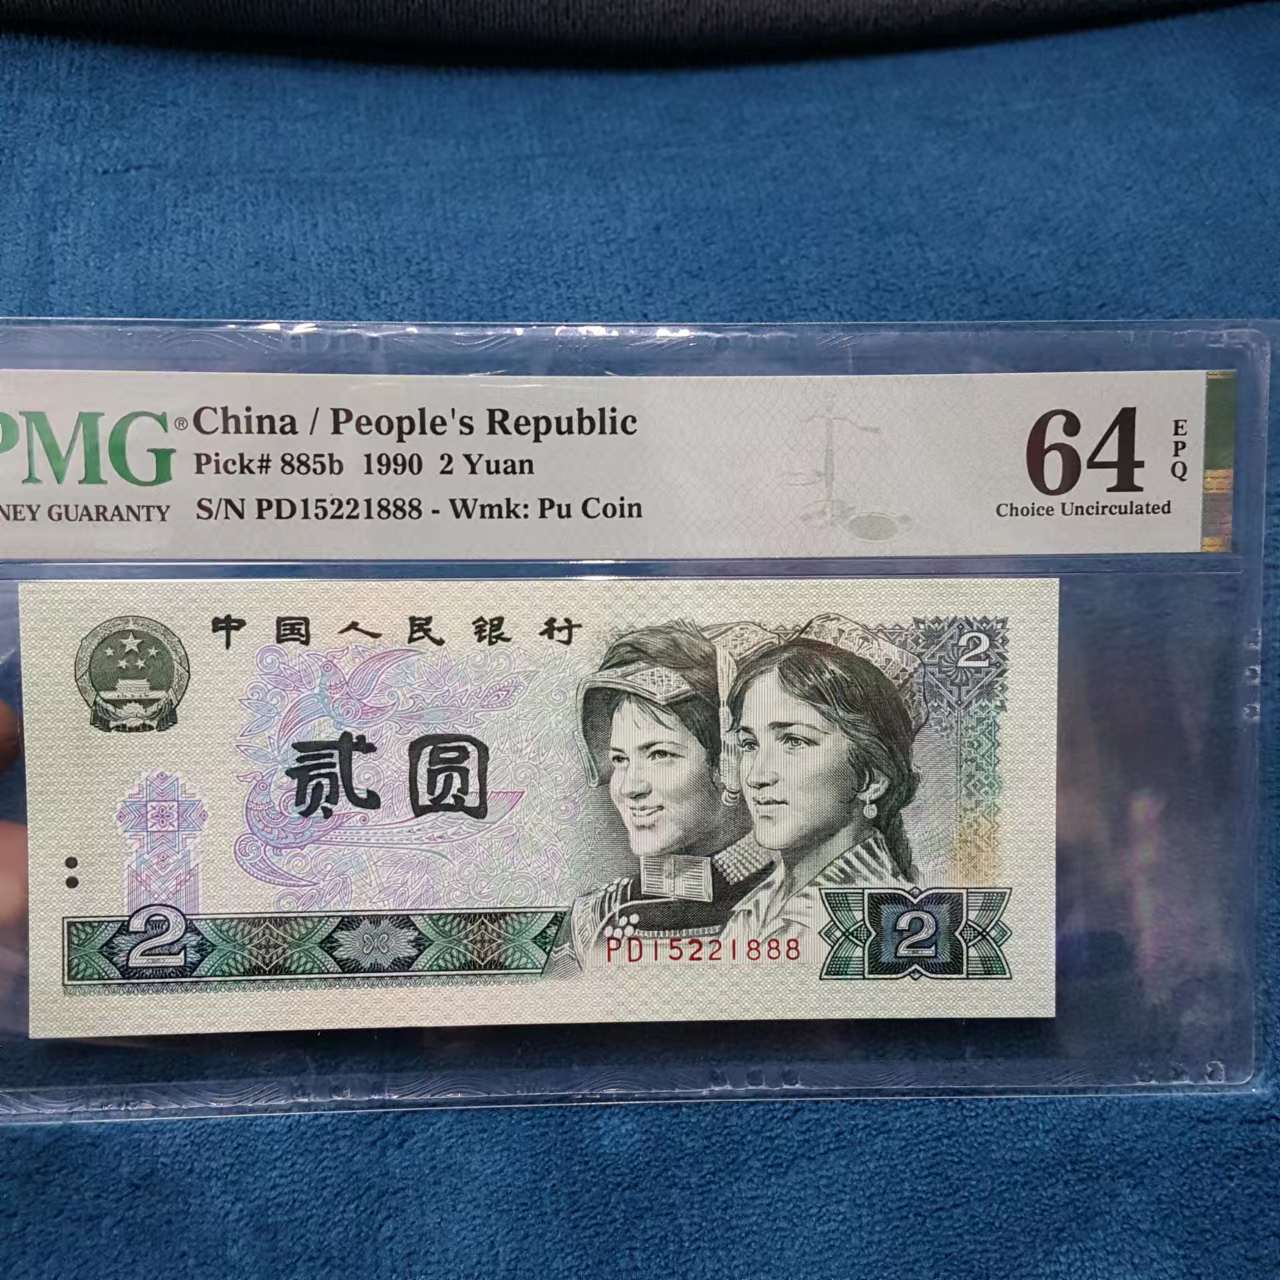 PMG® China / People's Republic
Pick# 885b 1990 2 Yuan
NEY GUARANTY S/N PD15221888 - Wmk: Pu Coin
64 EPQ
Choice Uncirculated
中国人民银行
2
贰圆
2
PD15221888
2